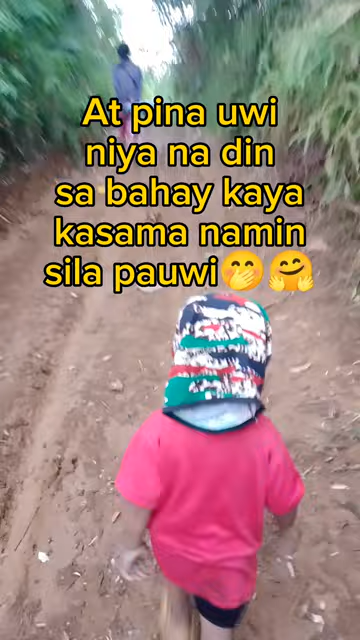 At pina uwi
niya na din
sa bahay kaya
kasama namin
sila pauwi🤭🤗